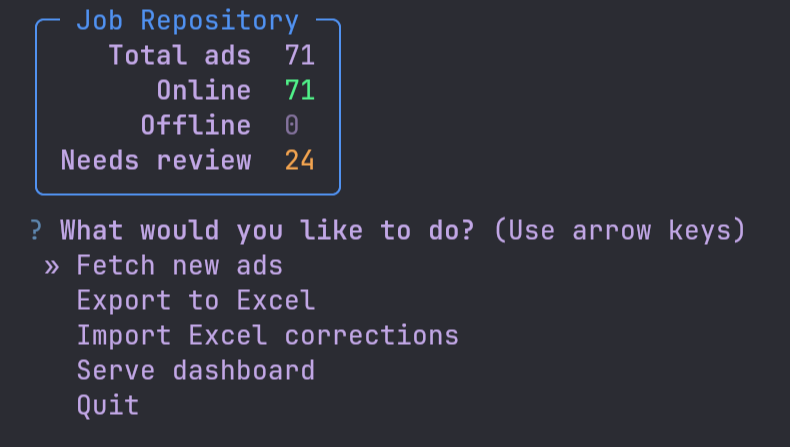 Job Repository
Total ads 71
Online 71
Offline 0
Needs review 24
? What would you like to do? (Use arrow keys)
» Fetch new ads
Export to Excel
Import Excel corrections
Serve dashboard
Quit